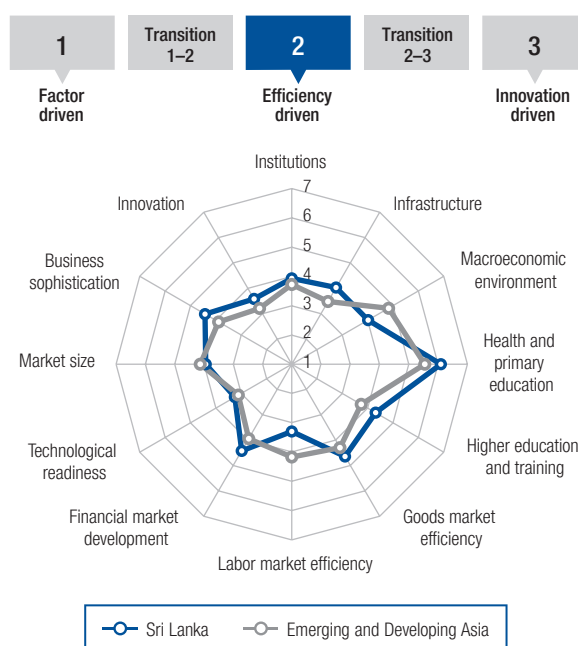 1
Transition
1–2
2
Transition
2–3
3
Factor
driven
Efficiency
driven
Innovation
driven
Institutions
Infrastructure
Macroeconomic
environment
Health and
primary
education
Higher education
and training
Goods market
efficiency
Labor market efficiency
Financial market
development
Technological
readiness
Market size
Business
sophistication
Innovation
7
6
5
4
3
2
1
Sri Lanka
Emerging and Developing Asia